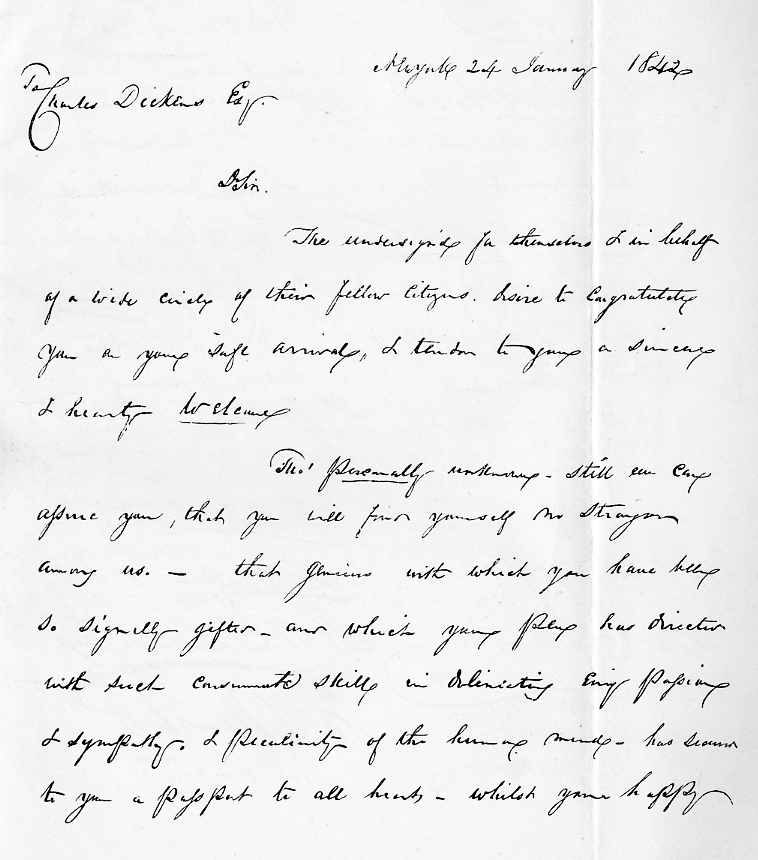 NewYork 24 January 1842
To
Charles Dickens Esq.
D Sir.
The undersign'd for themselves & in behalf
of a wide circle of their fellow Citizens. desire to Congratulate
you on your safe arrival, & tender to you a sincere
& hearty Welcome
Tho' personally unknown - still we can
assure you, that you will find yourself no Stranger
among us. — that genius with which you have been
so signally gifted - and which your Pen has directed
with such consummate skill in delineating every passion
& sympathy. & peculiarity of the human mind - has secured
to you a passport to all hearts - whilst your happy